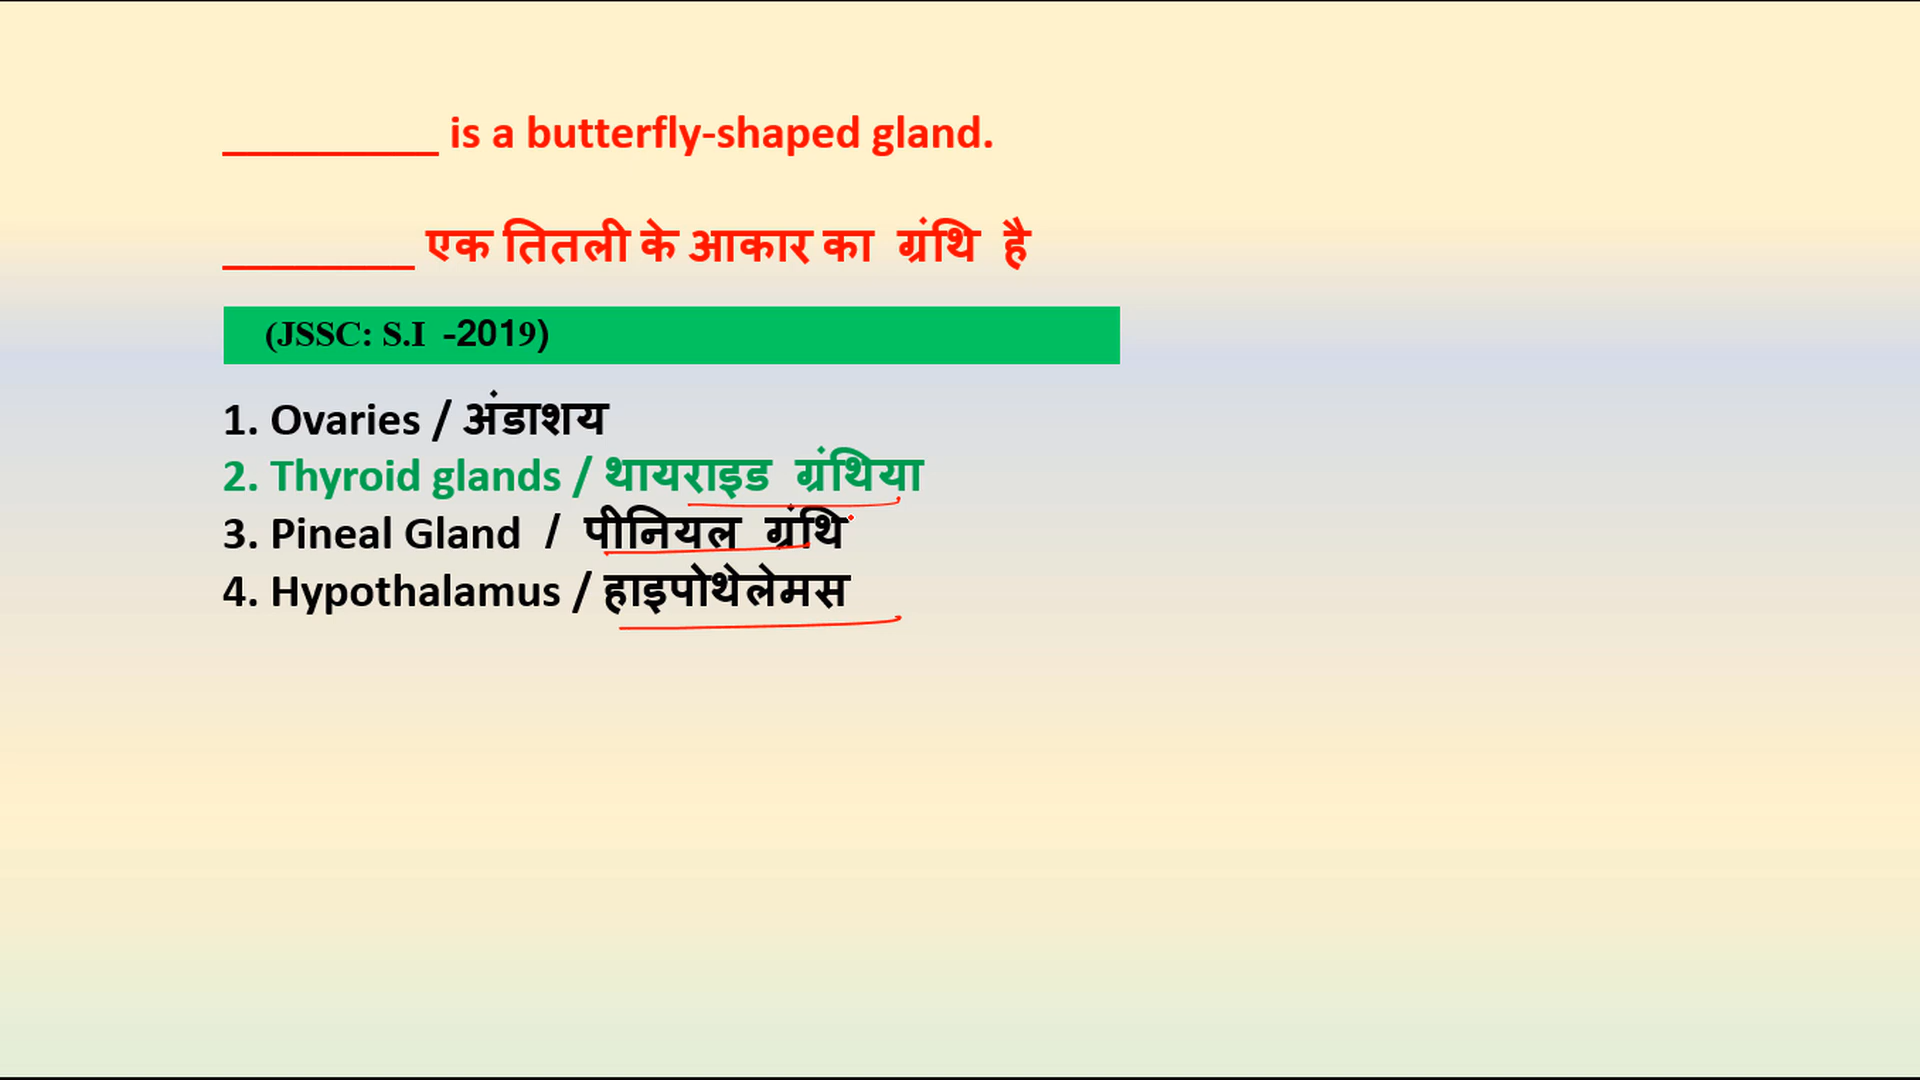 _________ is a butterfly-shaped gland.
________ एक तितली के आकार का ग्रंथि है
(JSSC: S.I -2019)
1. Ovaries / अंडाशय
2. Thyroid glands / थायराइड ग्रंथिया
3. Pineal Gland / पीनियल ग्रंथि
4. Hypothalamus / हाइपोथेलेमस